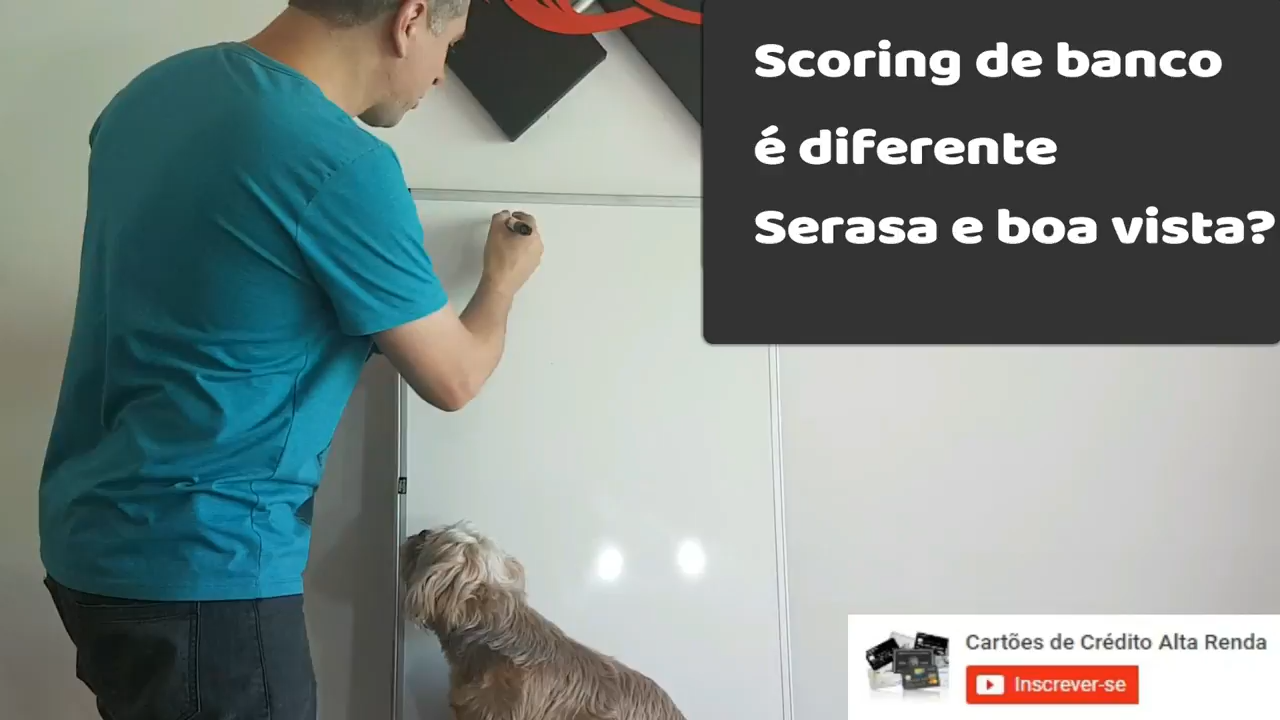 Scoring de banco
é diferente
Serasa e boa vista?
Cartões de Crédito Alta Renda
Inscrever-se